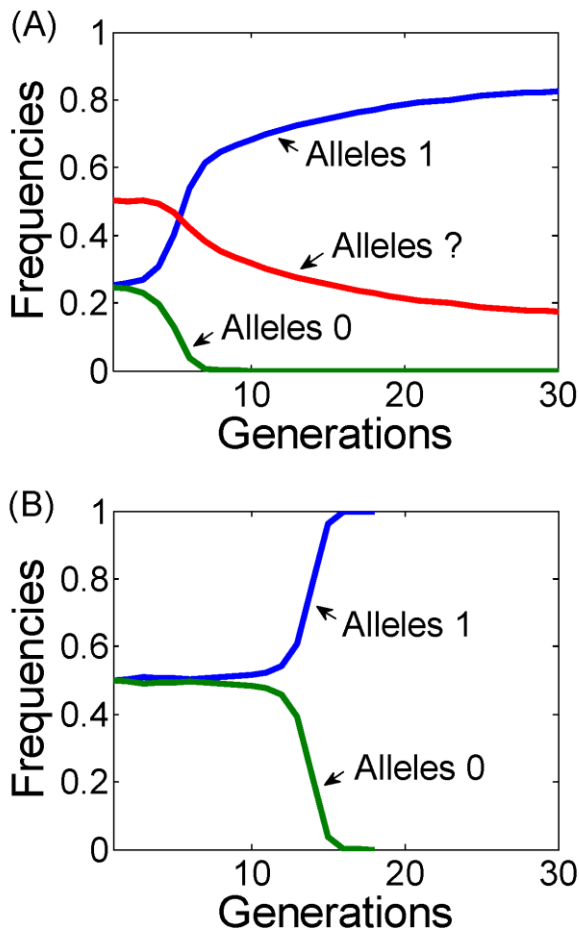 (A)
1
0.8
0.6
0.4
0.2
0
Frequencies
Alleles 1
Alleles ?
Alleles 0
10 20 30
Generations
(B)
1
0.8
0.6
0.4
0.2
0
Frequencies
Alleles 1
Alleles 0
10 20 30
Generations